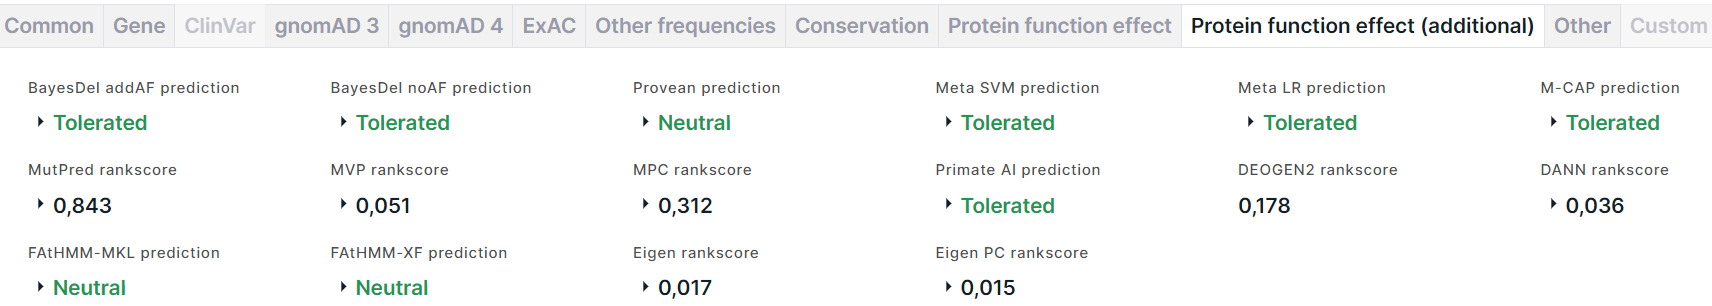 Common Gene ClinVar gnomAD 3 gnomAD 4 ExAC Other frequencies Conservation Protein function effect Protein function effect (additional) Other Custom
BayesDel addAF prediction BayesDel noAF prediction Provean prediction Meta SVM prediction Meta LR prediction M-CAP prediction
Tolerated Tolerated Neutral Tolerated Tolerated Tolerated
MutPred rankscore MVP rankscore MPC rankscore Primate AI prediction DEOGEN2 rankscore DANN rankscore
0,843 0,051 0,312 Tolerated 0,178 0,036
FAtHMM-MKL prediction FAtHMM-XF prediction Eigen rankscore Eigen PC rankscore
Neutral Neutral 0,017 0,015